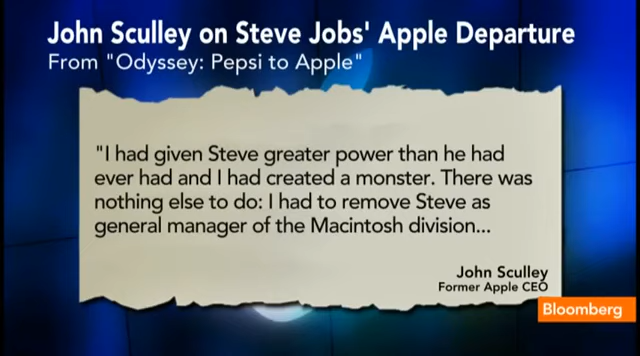 John Sculley on Steve Jobs' Apple Departure
From "Odyssey: Pepsi to Apple"
"I had given Steve greater power than he had
ever had and I had created a monster. There was
nothing else to do: I had to remove Steve as
general manager of the Macintosh division...
John Sculley
Former Apple CEO
Bloomberg